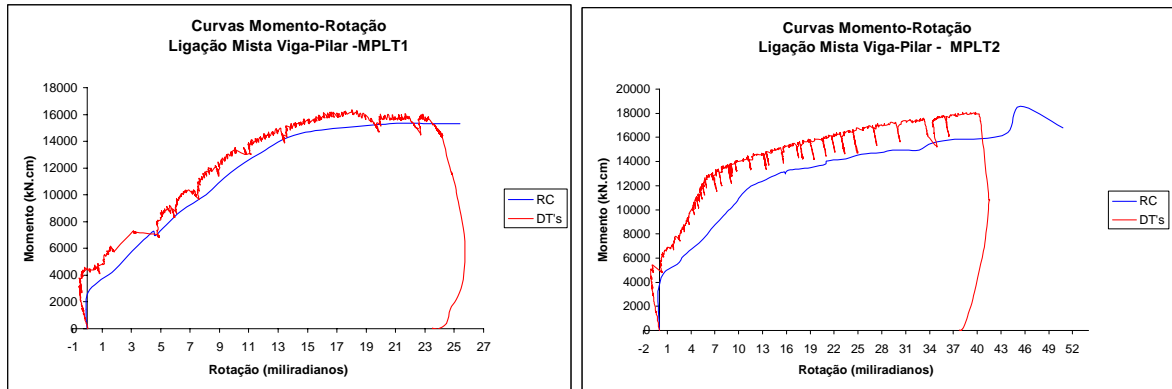 Curvas Momento-Rotação
Ligação Mista Viga-Pilar -MPLT1
18000
16000
14000
12000
10000
8000
6000
4000
2000
0
Momento (kN.cm)
-1 1 3 5 7 9 11 13 15 17 19 21 23 25 27
Rotação (miliradianos)
RC
DT's
Curvas Momento-Rotação
Ligação Mista Viga-Pilar - MPLT2
20000
18000
16000
14000
12000
10000
8000
6000
4000
2000
0
Momento (kN.cm)
-2 1 4 7 10 13 16 19 22 25 28 31 34 37 40 43 46 49 52
Rotação (miliradianos)
RC
DT's